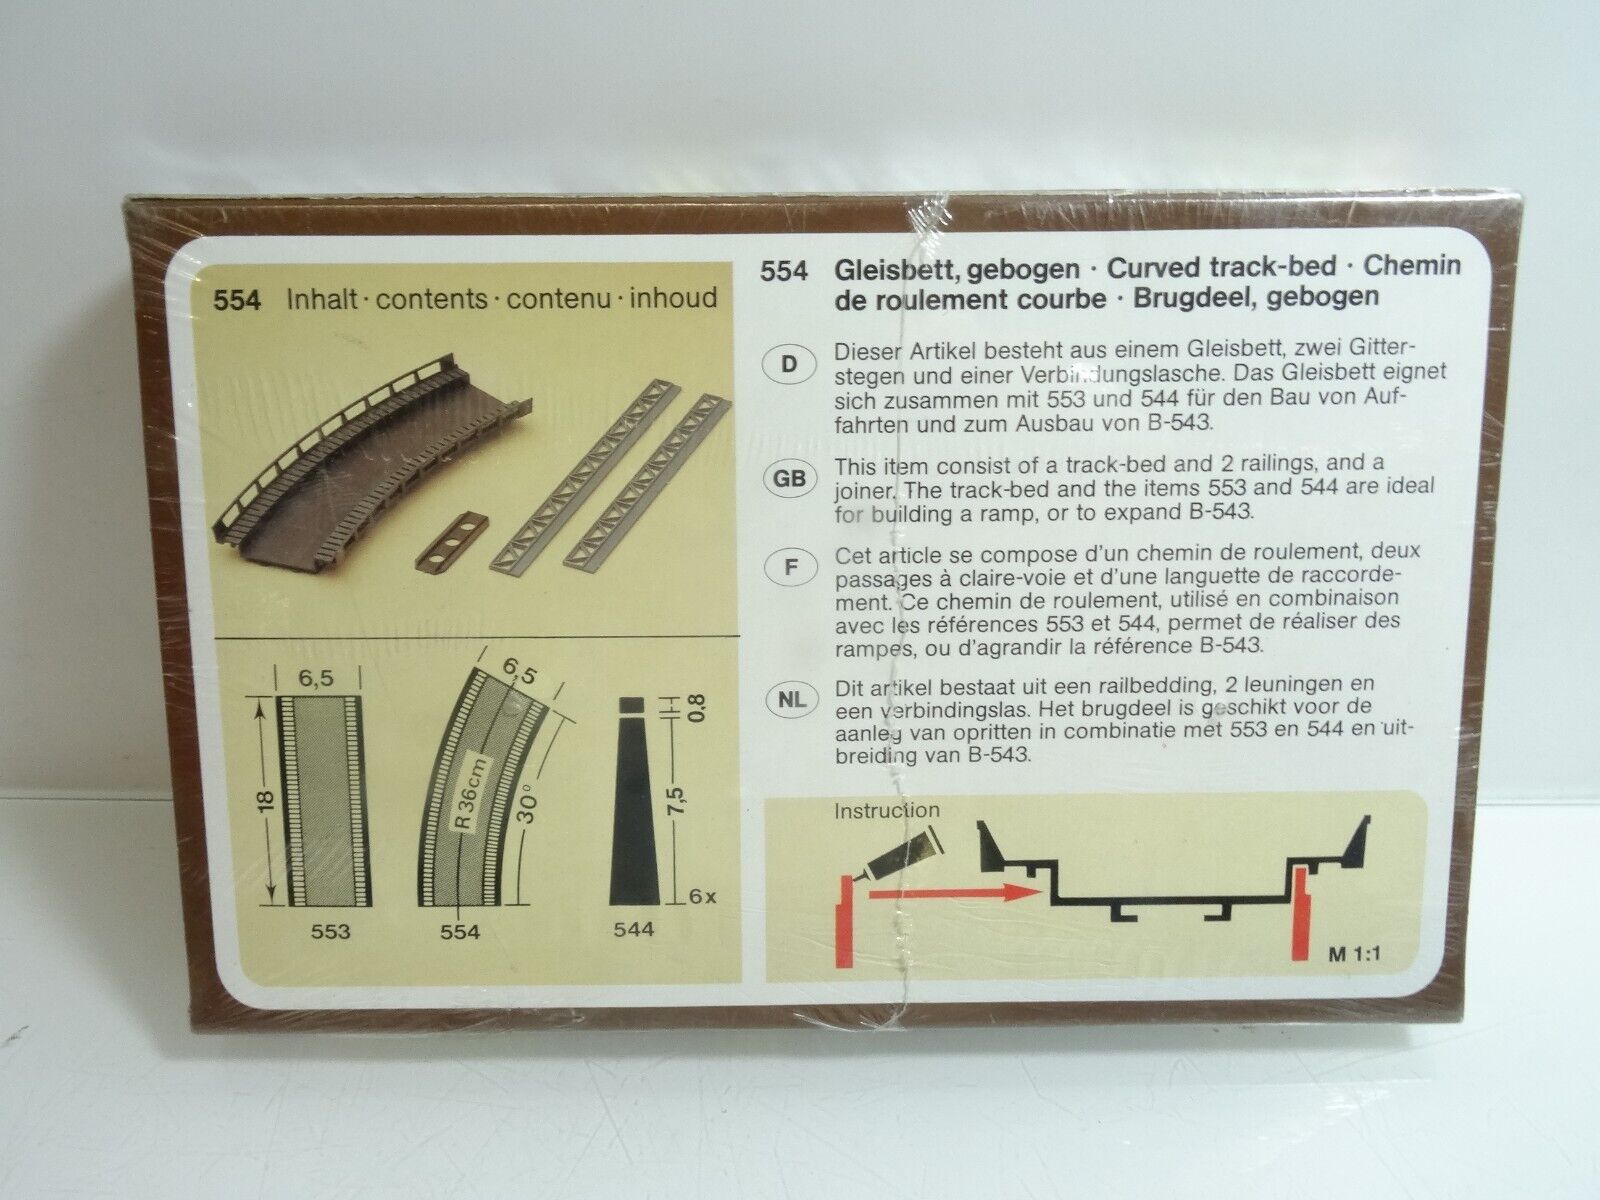 554 Inhalt · contents · contenu · inhoud
6,5
18
553
6,5
R 36cm
30°
554
0,8
7,5
6x
544
554 Gleisbett, gebogen · Curved track-bed · Chemin
de roulement courbe · Brugdeel, gebogen
D
Dieser Artikel besteht aus einem Gleisbett, zwei Gitter-
stegen und einer Verbindungslasche. Das Gleisbett eignet
sich zusammen mit 553 und 544 für den Bau von Auf-
fahrten und zum Ausbau von B-543.
GB
This item consist of a track-bed and 2 railings, and a
joiner. The track-bed and the items 553 and 544 are ideal
for building a ramp, or to expand B-543.
F
Cet article se compose d'un chemin de roulement, deux
passages à claire-voie et d'une languette de raccorde-
ment. Ce chemin de roulement, utilisé en combinaison
avec les références 553 et 544, permet de réaliser des
rampes, ou d'agrandir la référence B-543.
NL
Dit artikel bestaat uit een railbedding, 2 leuningen en
een verbindingslas. Het brugdeel is geschikt voor de
aanleg van opritten in combinatie met 553 en 544 en uit-
breiding van B-543.
Instruction
M 1:1